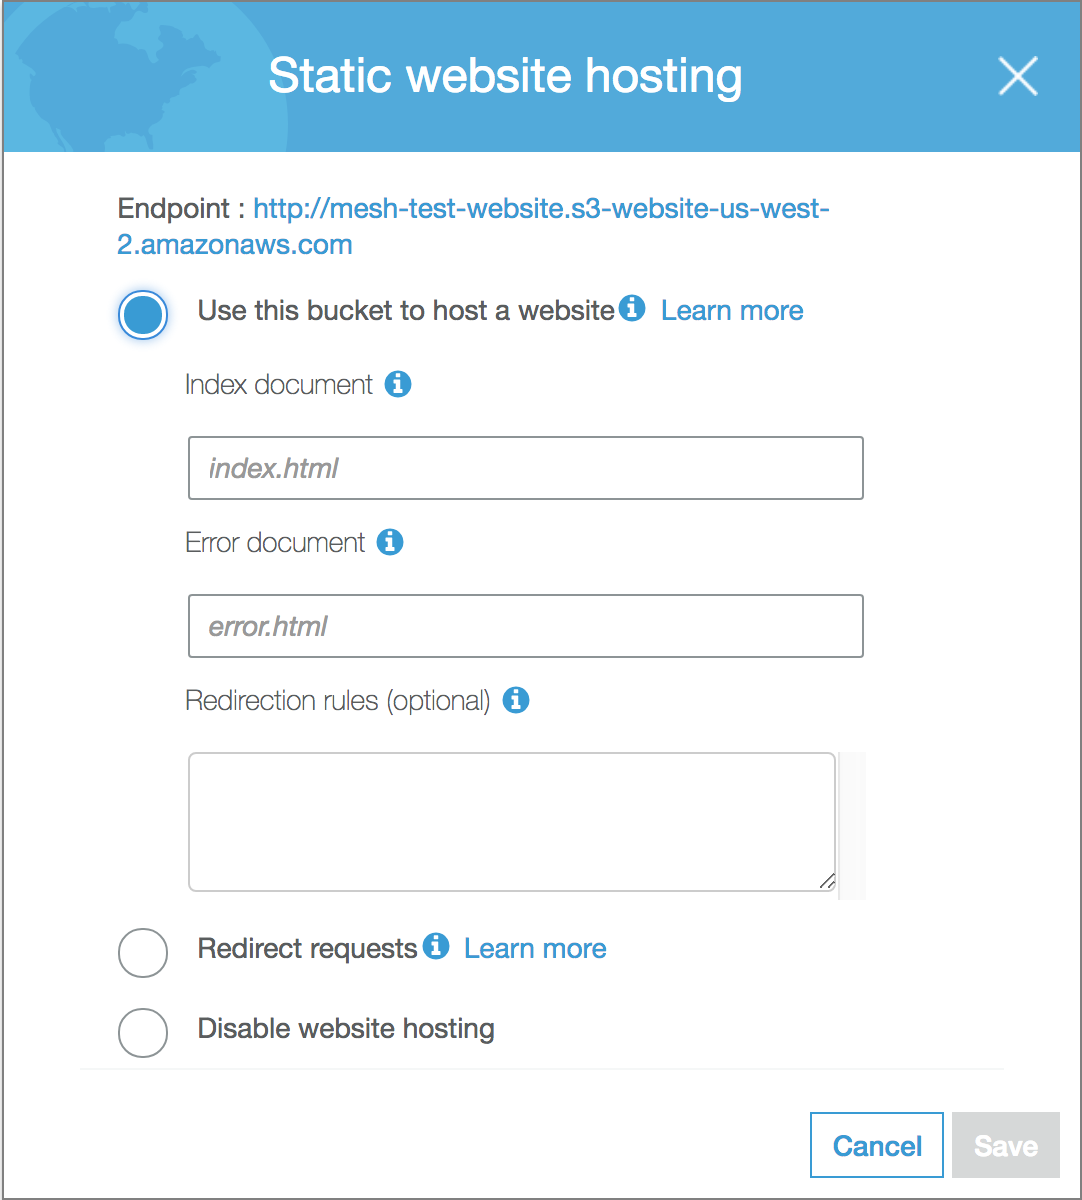 Static website hosting
Endpoint : http://mesh-test-website.s3-website-us-west-
2.amazonaws.com
Use this bucket to host a website Learn more
Index document
index.html
Error document
error.html
Redirection rules (optional)
Redirect requests Learn more
Disable website hosting
Cancel Save